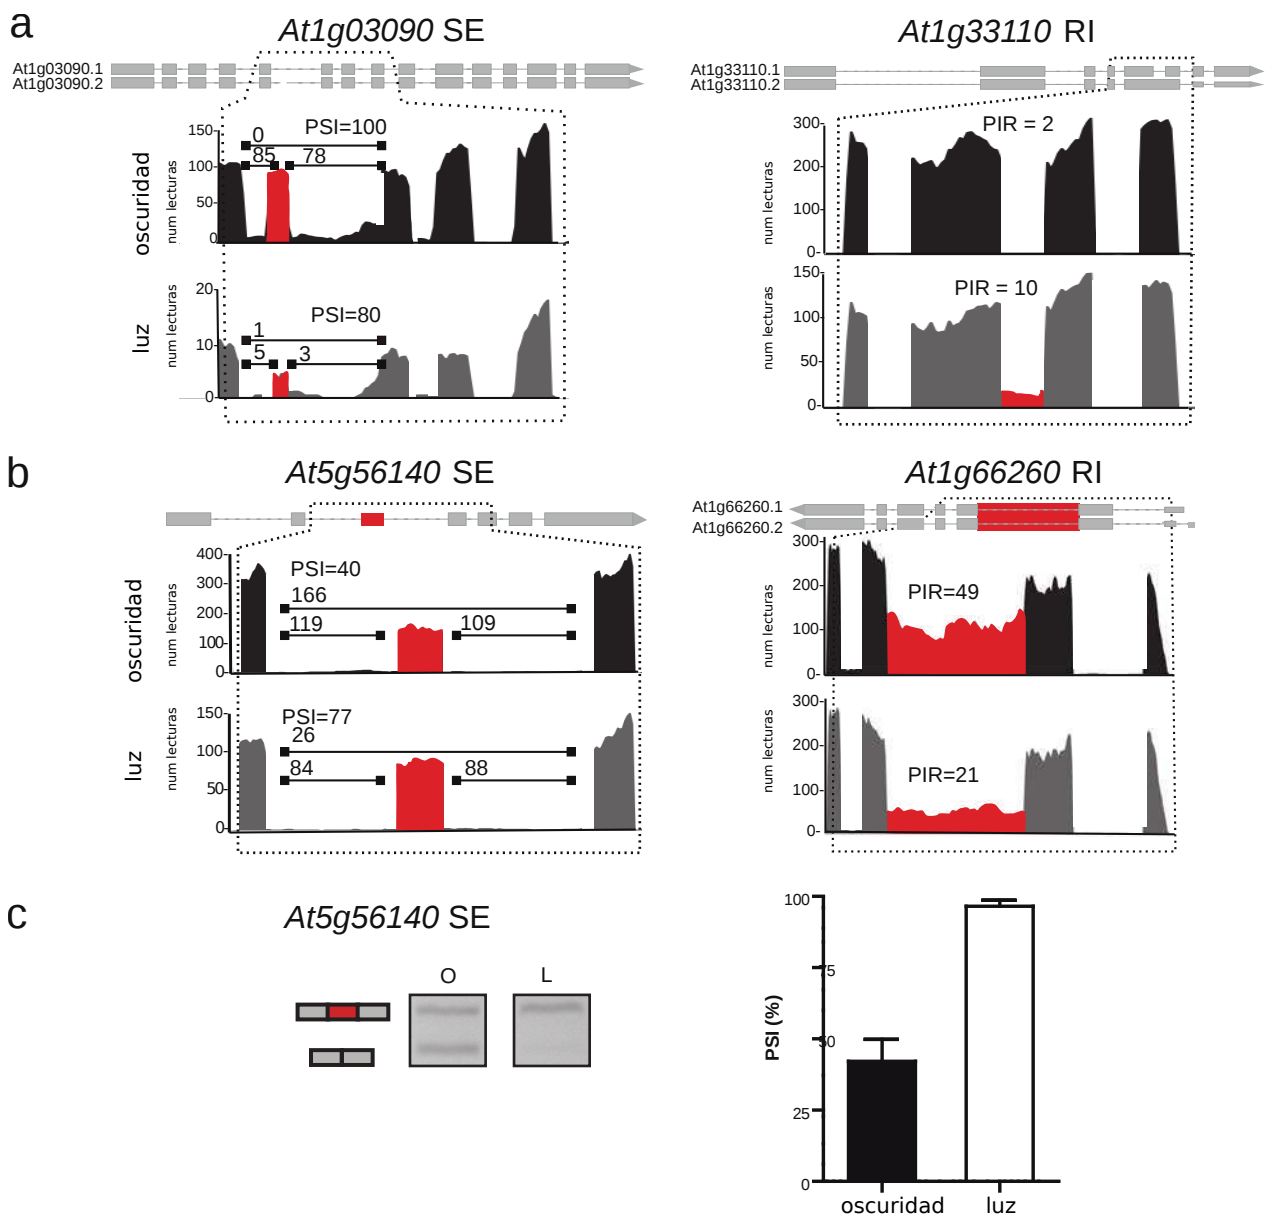 a
At1g03090 SE
At1g03090.1
At1g03090.2
oscuridad
num lecturas
150
100
50
0
PSI=100
0
85
78
luz
num lecturas
20
10
0
PSI=80
1
5
3
At1g33110 RI
At1g33110.1
At1g33110.2
num lecturas
300
200
100
0
PIR = 2
num lecturas
150
100
50
0
PIR = 10
b
At5g56140 SE
oscuridad
num lecturas
400
300
200
100
0
PSI=40
166
119
109
luz
num lecturas
150
100
50
0
PSI=77
26
84
88
At1g66260 RI
At1g66260.1
At1g66260.2
num lecturas
300
200
100
0
PIR=49
num lecturas
300
200
100
0
PIR=21
c
At5g56140 SE
O
L
PSI (%)
100
75
50
25
0
oscuridad
luz